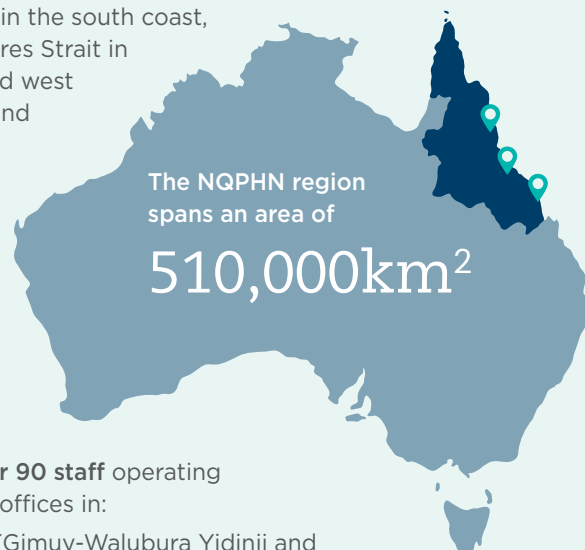 in the south coast,
res Strait in
d west
nd
The NQPHN region
spans an area of
510,000km²
r 90 staff operating
offices in:
Gimuy-Walubura Yidinji and